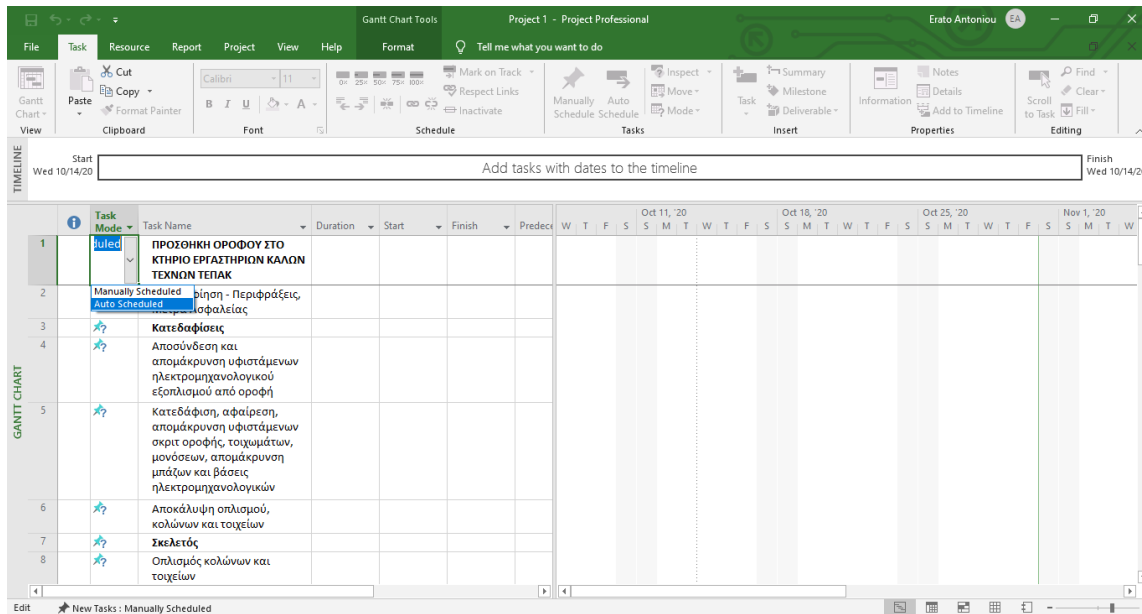 Gantt Chart Tools
Project 1 - Project Professional
Erato Antoniou
EA
File Task Resource Report Project View Help Format Tell me what you want to do
Gantt Chart
View
Paste
Cut
Copy
Format Painter
Clipboard
Calibri 11
B I U A
Font
0% 25% 50% 75% 100%
Mark on Track
Respect Links
Inactivate
Schedule
Manually Schedule
Auto Schedule
Inspect
Move
Mode
Tasks
Task
Summary
Milestone
Deliverable
Insert
Information
Notes
Details
Add to Timeline
Properties
Scroll to Task
Find
Clear
Fill
Editing
TIMELINE
Start
Wed 10/14/20
Add tasks with dates to the timeline
Finish
Wed 10/14/2
Task Mode
Task Name
Duration
Start
Finish
Predec
Oct 11, '20 Oct 18, '20 Oct 25, '20 Nov 1, '20
W T F S S M T W T F S S M T W T F S S M T W T F S S M T W
GANTT CHART
1 duled ΠΡΟΣΘΗΚΗ ΟΡΟΦΟΥ ΣΤΟ
ΚΤΗΡΙΟ ΕΡΓΑΣΤΗΡΙΩΝ ΚΑΛΩΝ
ΤΕΧΝΩΝ ΤΕΠΑΚ
Manually Scheduled
Auto Scheduled
2 οίηση - Περιφράξεις,
Μέτρα Ασφαλείας
3 Κατεδαφίσεις
4 Αποσύνδεση και
απομάκρυνση υφιστάμενων
ηλεκτρομηχανολογικού
εξοπλισμού από οροφή
5 Κατεδάφιση, αφαίρεση,
απομάκρυνση υφιστάμενων
σκριτ οροφής, τοιχωμάτων,
μονόσεων, απομάκρυνση
μπάζων και βάσεις
ηλεκτρομηχανολογικών
6 Αποκάλυψη οπλισμού,
κολώνων και τοιχείων
7 Σκελετός
8 Οπλισμός κολώνων και
τοιχείων
Edit New Tasks : Manually Scheduled